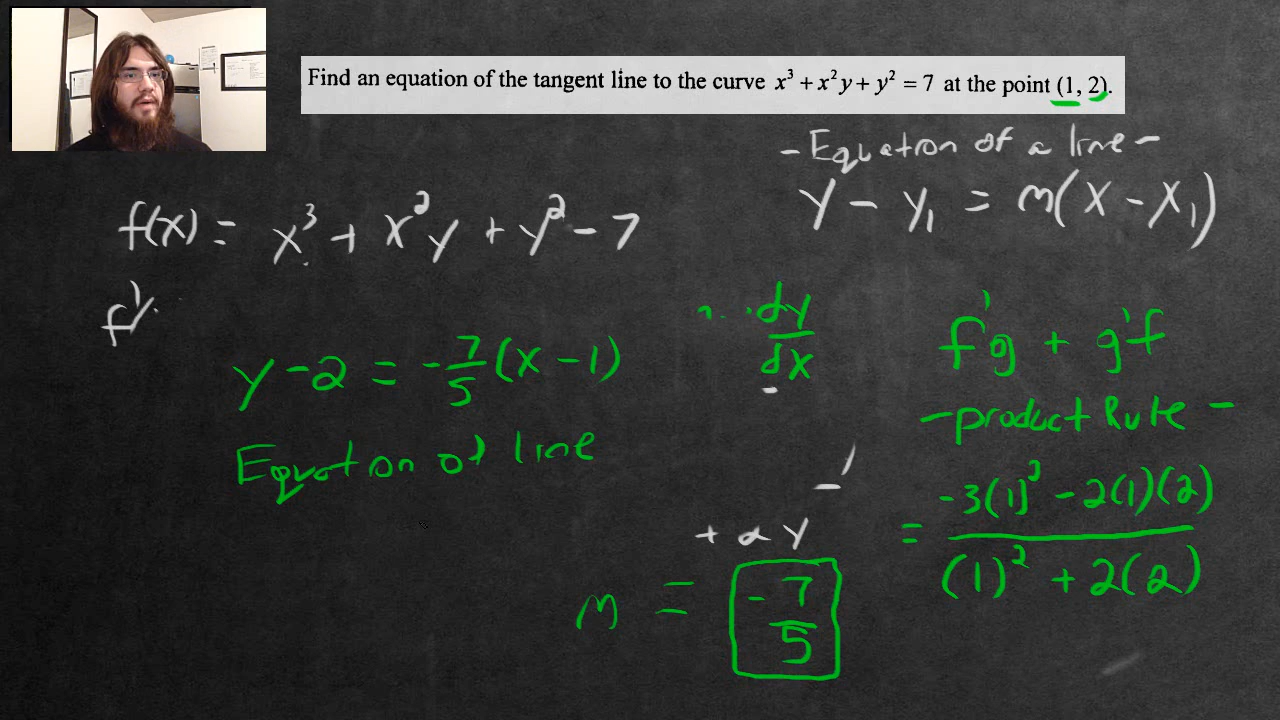 Find an equation of the tangent line to the curve x³ + x²y + y² = 7 at the point (1, 2).
- Equation of a line -
y - y₁ = m(x - x₁)
f(x) = x³ + x²y + y² - 7
f'
dy/dx
f'g + g'f
- product Rule -
y - 2 = -7/5 (x - 1)
Equation of line
= (-3(1)³ - 2(1)(2)) / ((1)² + 2(2))
+ 2y
m = -7/5